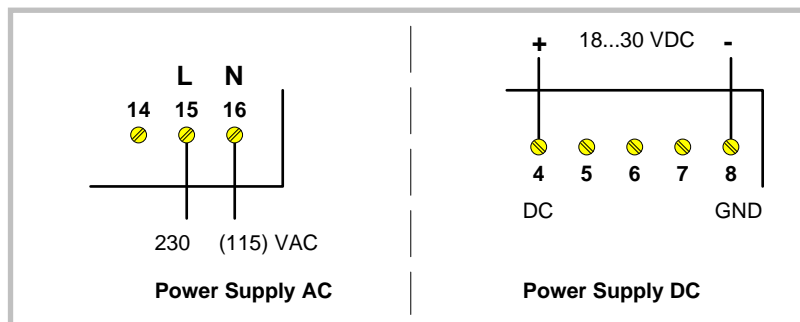 L N
14 15 16
230 (115) VAC
Power Supply AC
+ 18...30 VDC -
4 5 6 7 8
DC GND
Power Supply DC